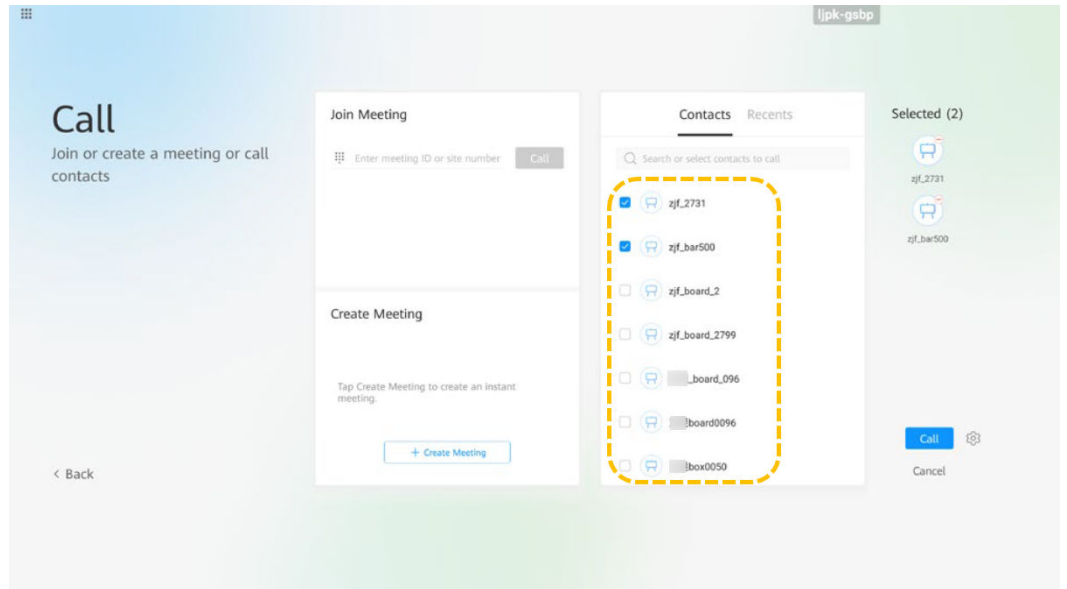 ljpk-gsbp
Call
Join or create a meeting or call
contacts
Join Meeting
Enter meeting ID or site number
Call
Create Meeting
Tap Create Meeting to create an instant
meeting.
+ Create Meeting
Contacts Recents
Search or select contacts to call
zjf_2731
zjf_bar500
zjf_board_2
zjf_board_2799
_board_096
board0096
box0050
Selected (2)
zjf_2731
zjf_bar500
Call
Cancel
< Back